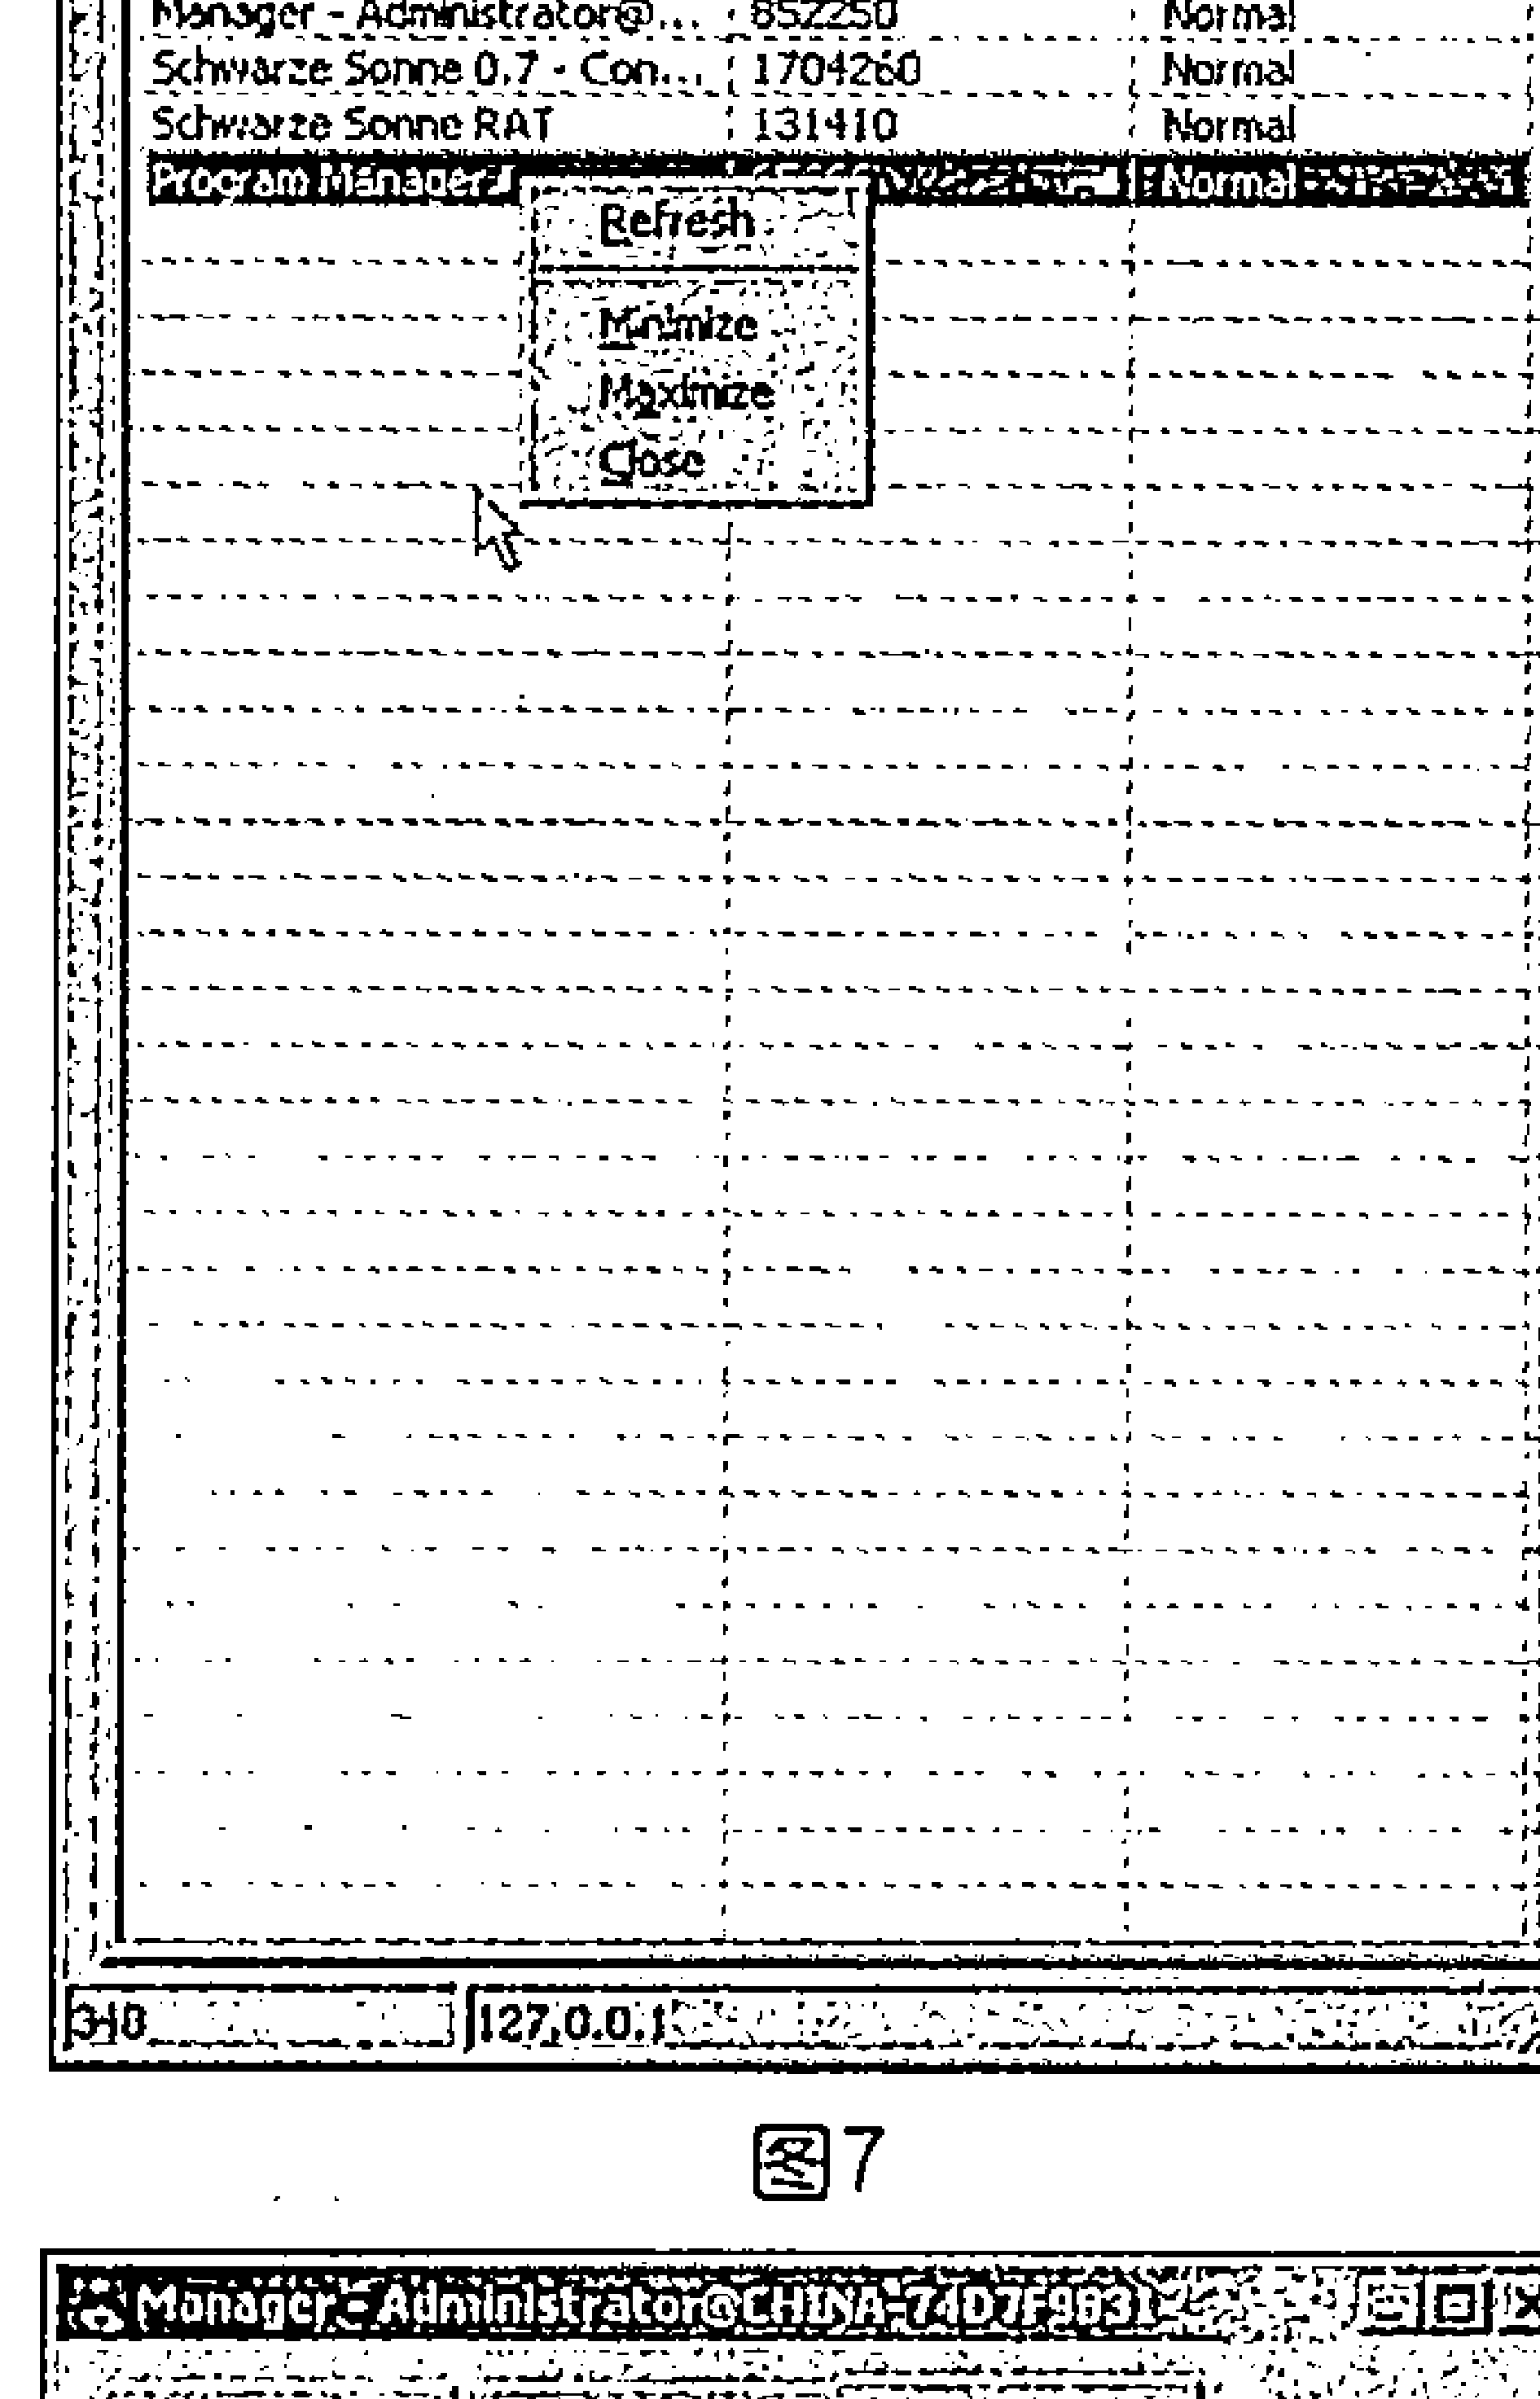 Manager - Administrator@... 852250 Normal
Schwarze Sonne 0.7 - Con... 1704260 Normal
Schwarze Sonne RAT 131410 Normal
Program Manager Normal
Refresh
Minimize
Maximize
Close
127.0.0.1
图7
Manager - Administrator@CHINA-